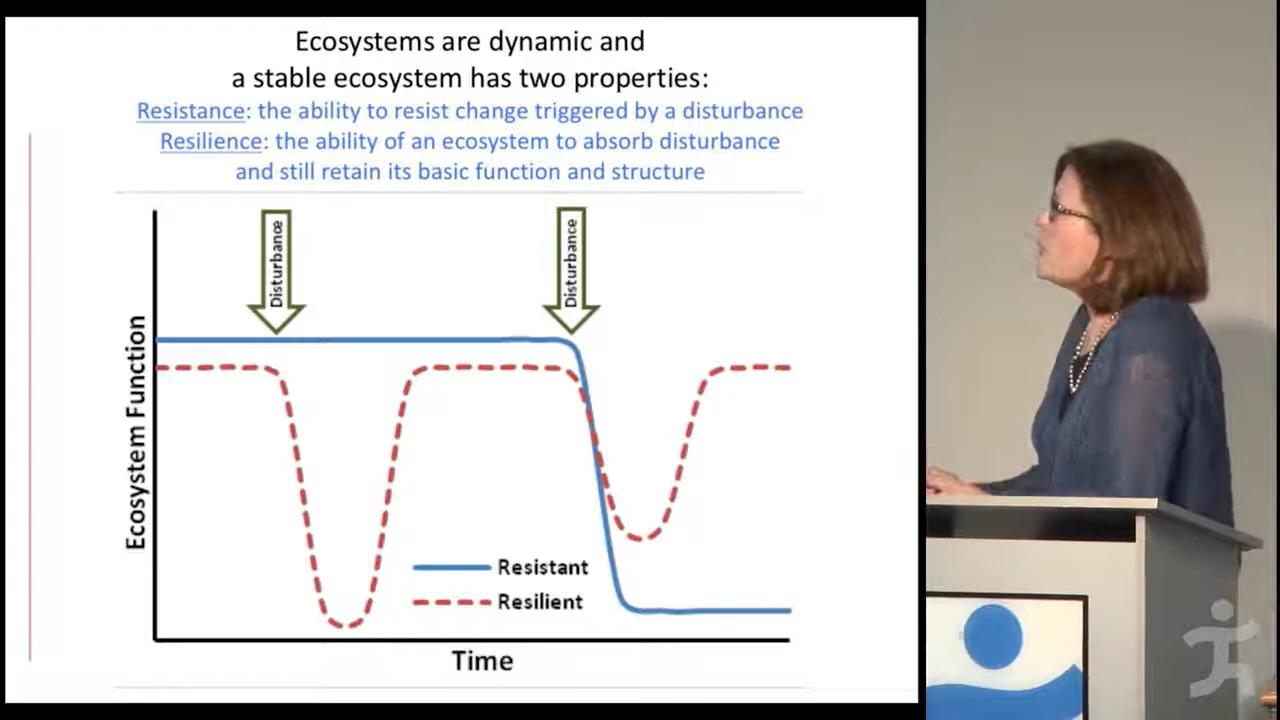 Ecosystems are dynamic and
a stable ecosystem has two properties:
Resistance: the ability to resist change triggered by a disturbance
Resilience: the ability of an ecosystem to absorb disturbance
and still retain its basic function and structure
Disturbance
Disturbance
Ecosystem Function
Resistant
Resilient
Time